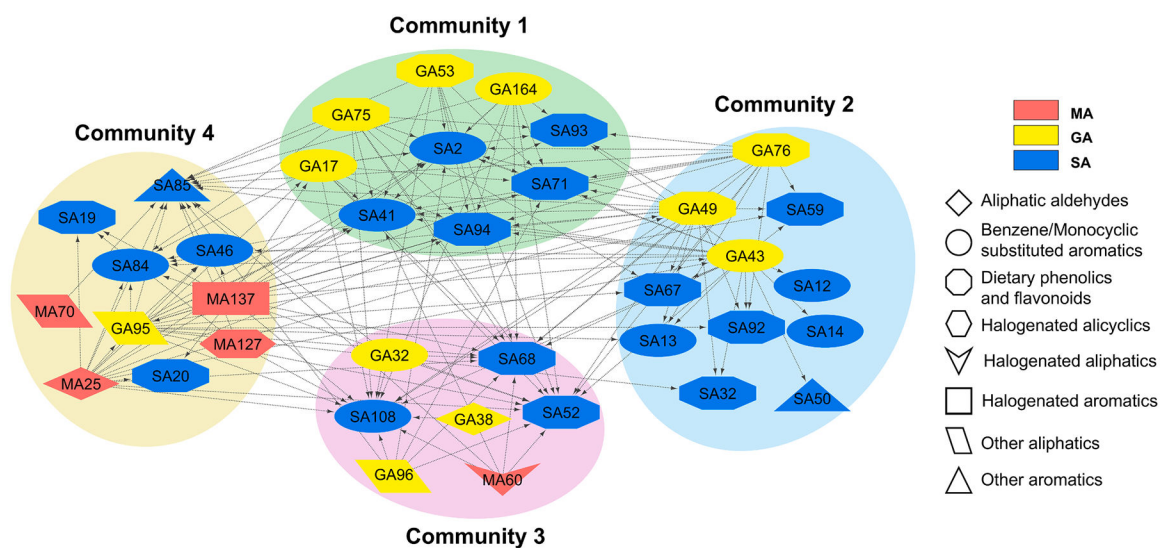 Community 1
GA53
GA164
GA75
SA93
SA2
GA17
SA71
SA41
SA94
Community 2
GA76
GA49
SA59
GA43
SA67
SA12
SA92
SA14
SA13
SA32
SA50
Community 4
SA85
SA19
SA46
SA84
MA137
MA70
GA95
MA127
SA20
MA25
GA32
SA68
SA108
GA38
SA52
GA96
MA60
Community 3
MA
GA
SA
Aliphatic aldehydes
Benzene/Monocyclic
substituted aromatics
Dietary phenolics
and flavonoids
Halogenated alicyclics
Halogenated aliphatics
Halogenated aromatics
Other aliphatics
Other aromatics